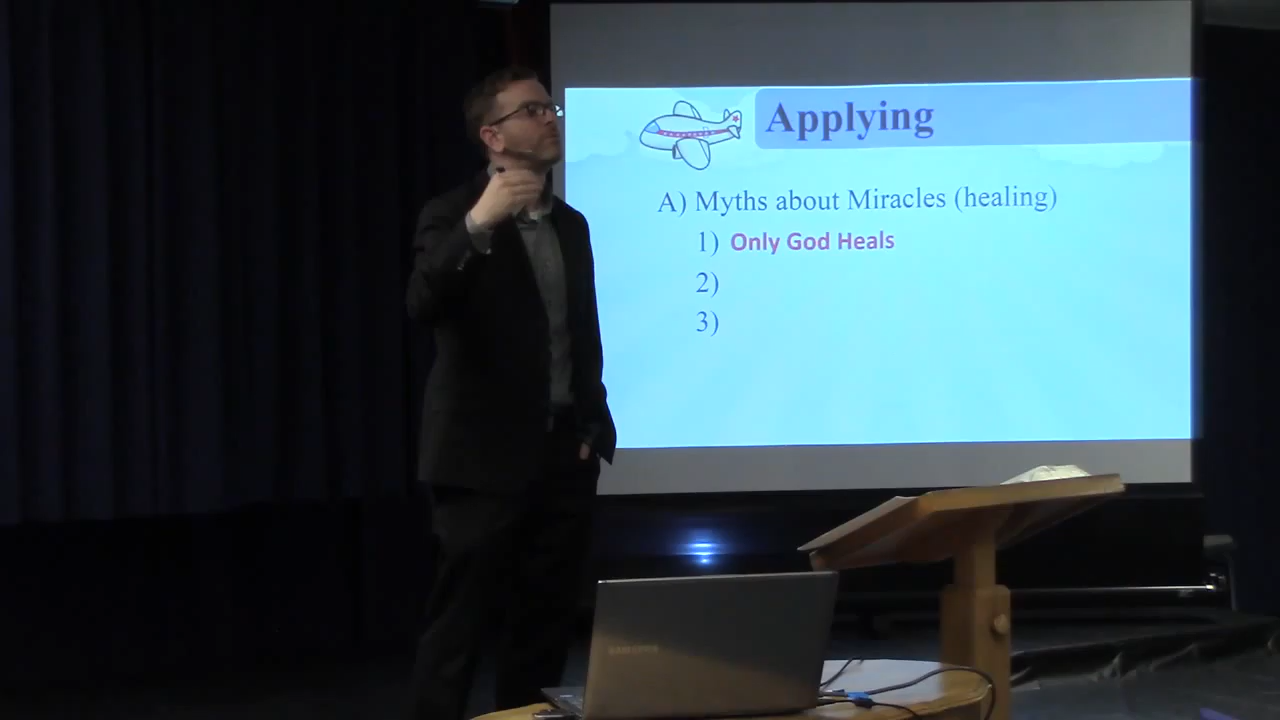 Applying
A) Myths about Miracles (healing)
1) Only God Heals
2)
3)
SAMSUNG